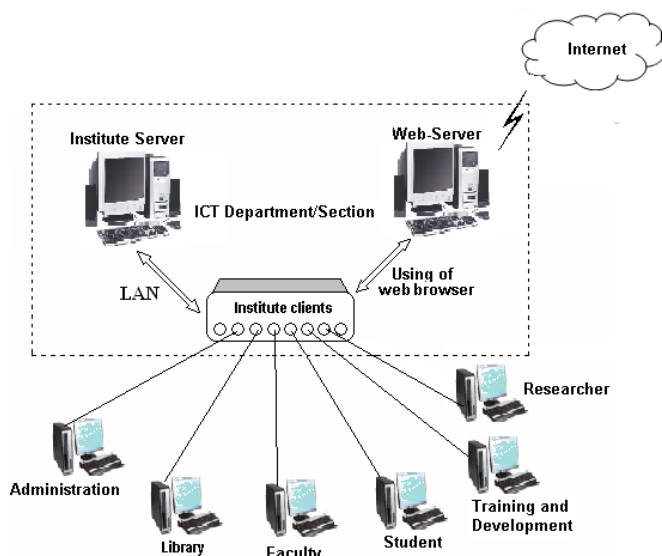 Internet
Institute Server
Web-Server
ICT Department/Section
LAN
Using of
web browser
Institute clients
Researcher
Administration
Training and
Development
Library
Faculty
Student